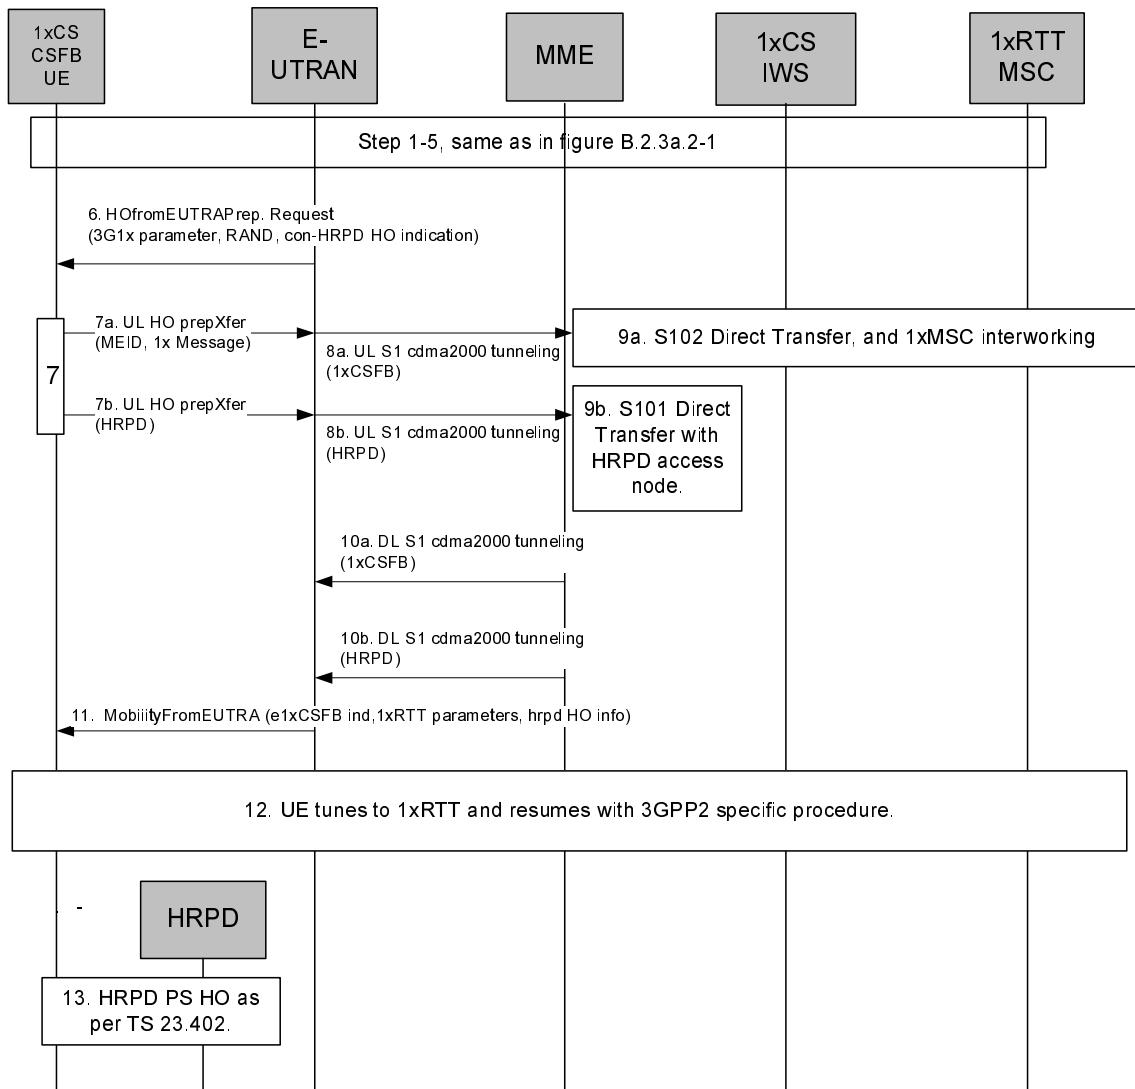 1xCS
CSFB
UE
E-
UTRAN
MME
1xCS
IWS
1xRTT
MSC
Step 1-5, same as in figure B.2.3a.2-1
6. HOfromEUTRAPrep. Request
(3G1x parameter, RAND, con-HRPD HO indication)
7
7a. UL HO prepXfer
(MEID, 1x Message)
8a. UL S1 cdma2000 tunneling
(1xCSFB)
9a. S102 Direct Transfer, and 1xMSC interworking
7b. UL HO prepXfer
(HRPD)
8b. UL S1 cdma2000 tunneling
(HRPD)
9b. S101 Direct
Transfer with
HRPD access
node.
10a. DL S1 cdma2000 tunneling
(1xCSFB)
10b. DL S1 cdma2000 tunneling
(HRPD)
11. MobiiityFromEUTRA (e1xCSFB ind,1xRTT parameters, hrpd HO info)
12. UE tunes to 1xRTT and resumes with 3GPP2 specific procedure.
HRPD
13. HRPD PS HO as
per TS 23.402.